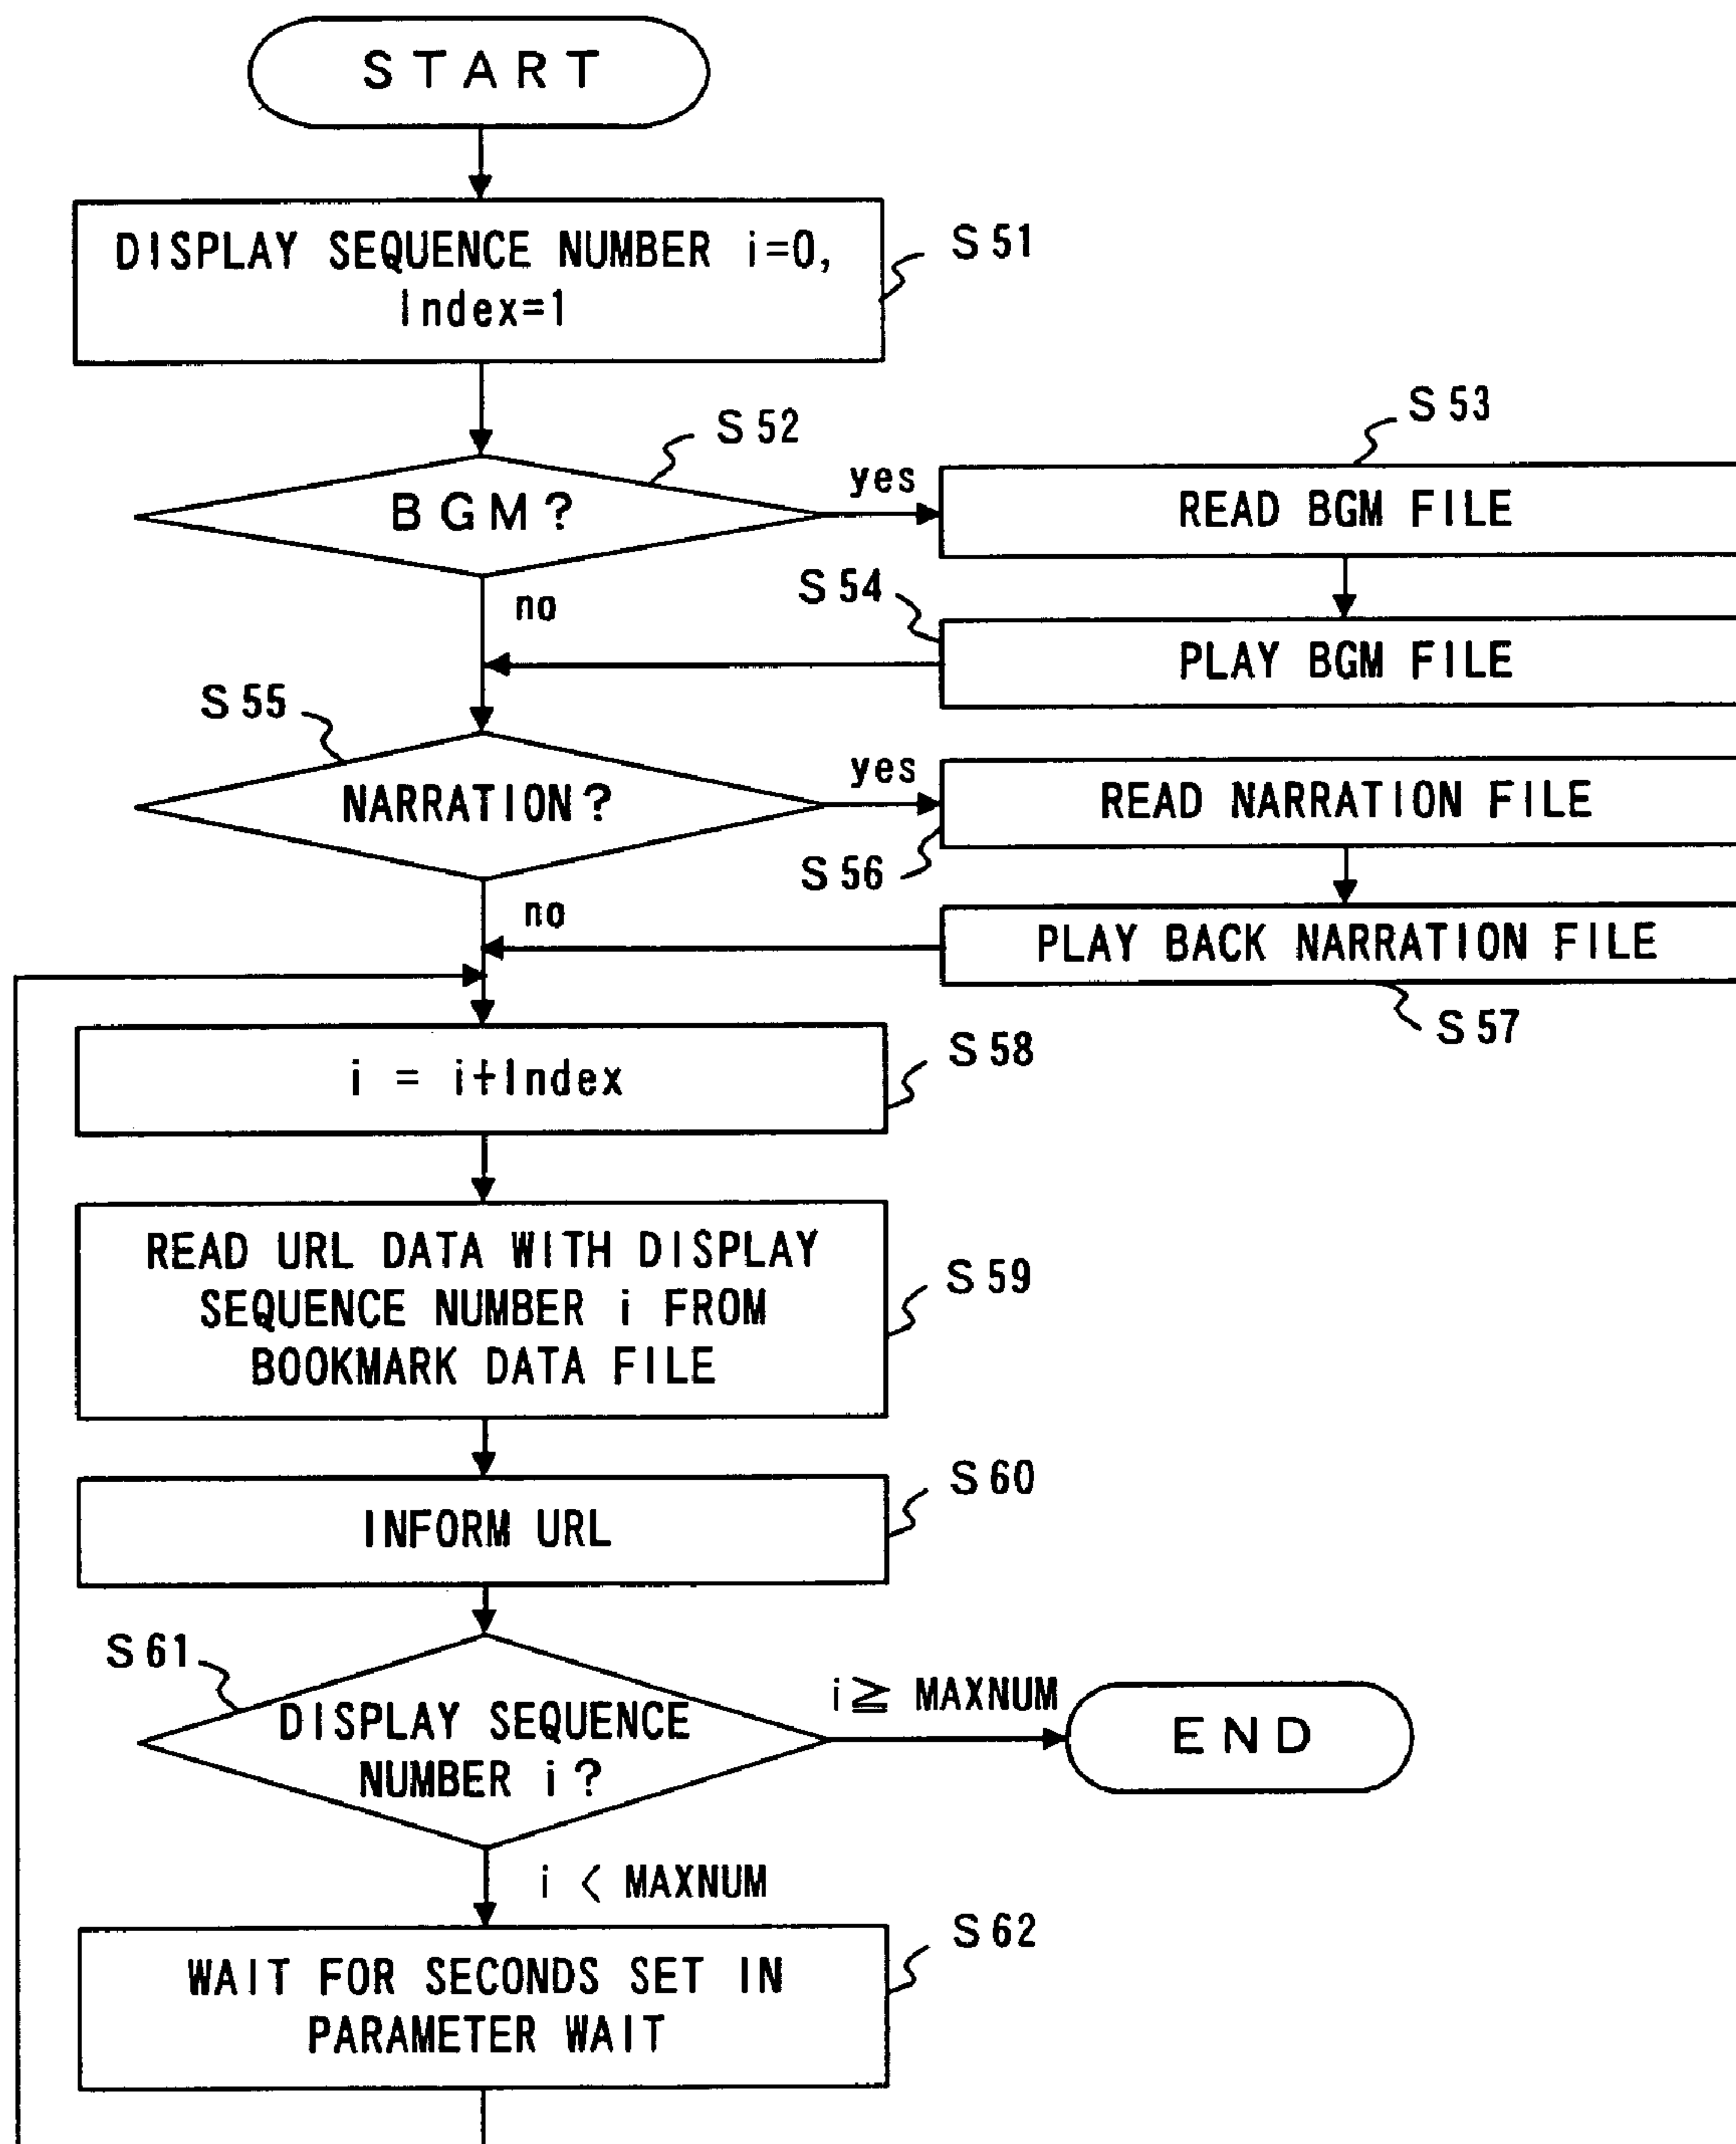 START
DISPLAY SEQUENCE NUMBER i=0,
Index=1
S51
S52
BGM?
yes
no
S53
READ BGM FILE
S54
PLAY BGM FILE
S55
NARRATION?
yes
no
READ NARRATION FILE
S56
PLAY BACK NARRATION FILE
S57
i = i+Index
S58
READ URL DATA WITH DISPLAY
SEQUENCE NUMBER i FROM
BOOKMARK DATA FILE
S59
INFORM URL
S60
S61
DISPLAY SEQUENCE
NUMBER i?
i≧ MAXNUM
END
i < MAXNUM
WAIT FOR SECONDS SET IN
PARAMETER WAIT
S62